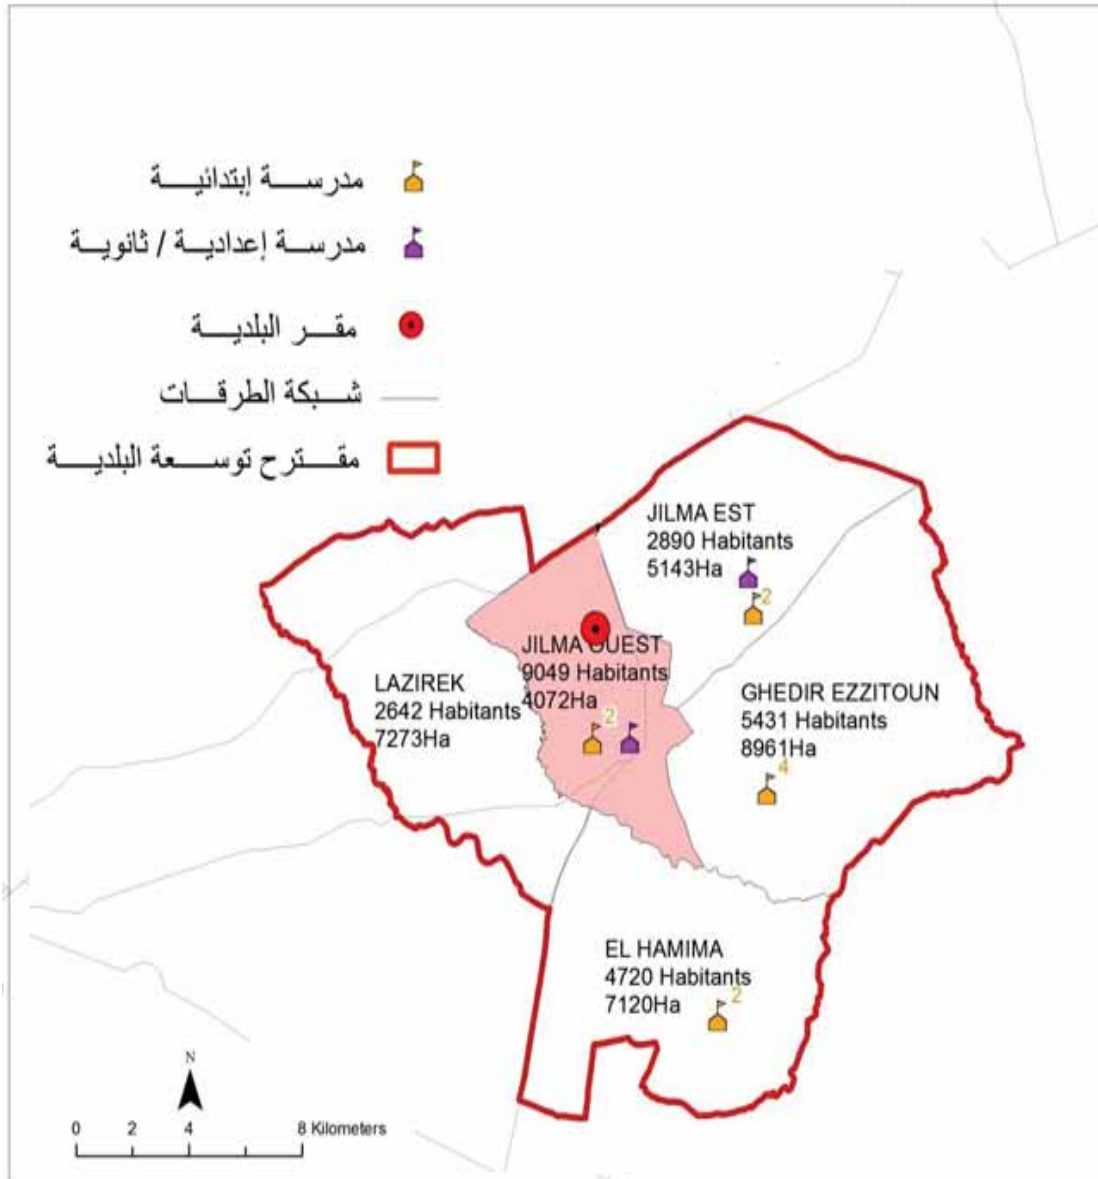 مدرســـة إبتدائيـــة
مدرســـة إعداديـــة / ثانويـــة
مقـــر البلديـــة
شـــبكة الطرقـــات
مقـــترح توســـعة البلديـــة
JILMA EST
2890 Habitants
5143Ha
2
JILMA OUEST
9049 Habitants
4072Ha
2
LAZIREK
2642 Habitants
7273Ha
GHEDIR EZZITOUN
5431 Habitants
8961Ha
4
EL HAMIMA
4720 Habitants
7120Ha
2
N
0 2 4 8 Kilometers